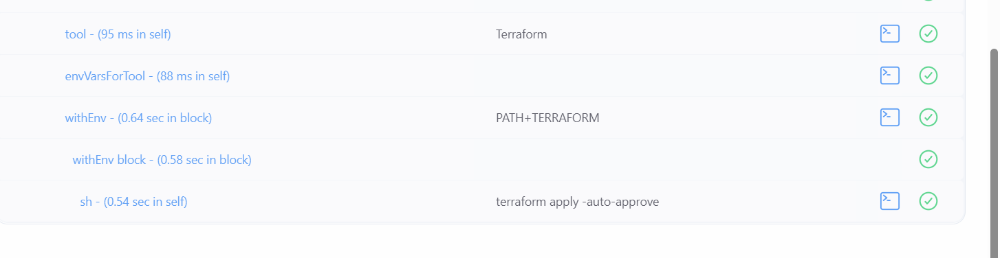 tool - (95 ms in self) Terraform
envVarsForTool - (88 ms in self)
withEnv - (0.64 sec in block) PATH+TERRAFORM
withEnv block - (0.58 sec in block)
sh - (0.54 sec in self) terraform apply -auto-approve